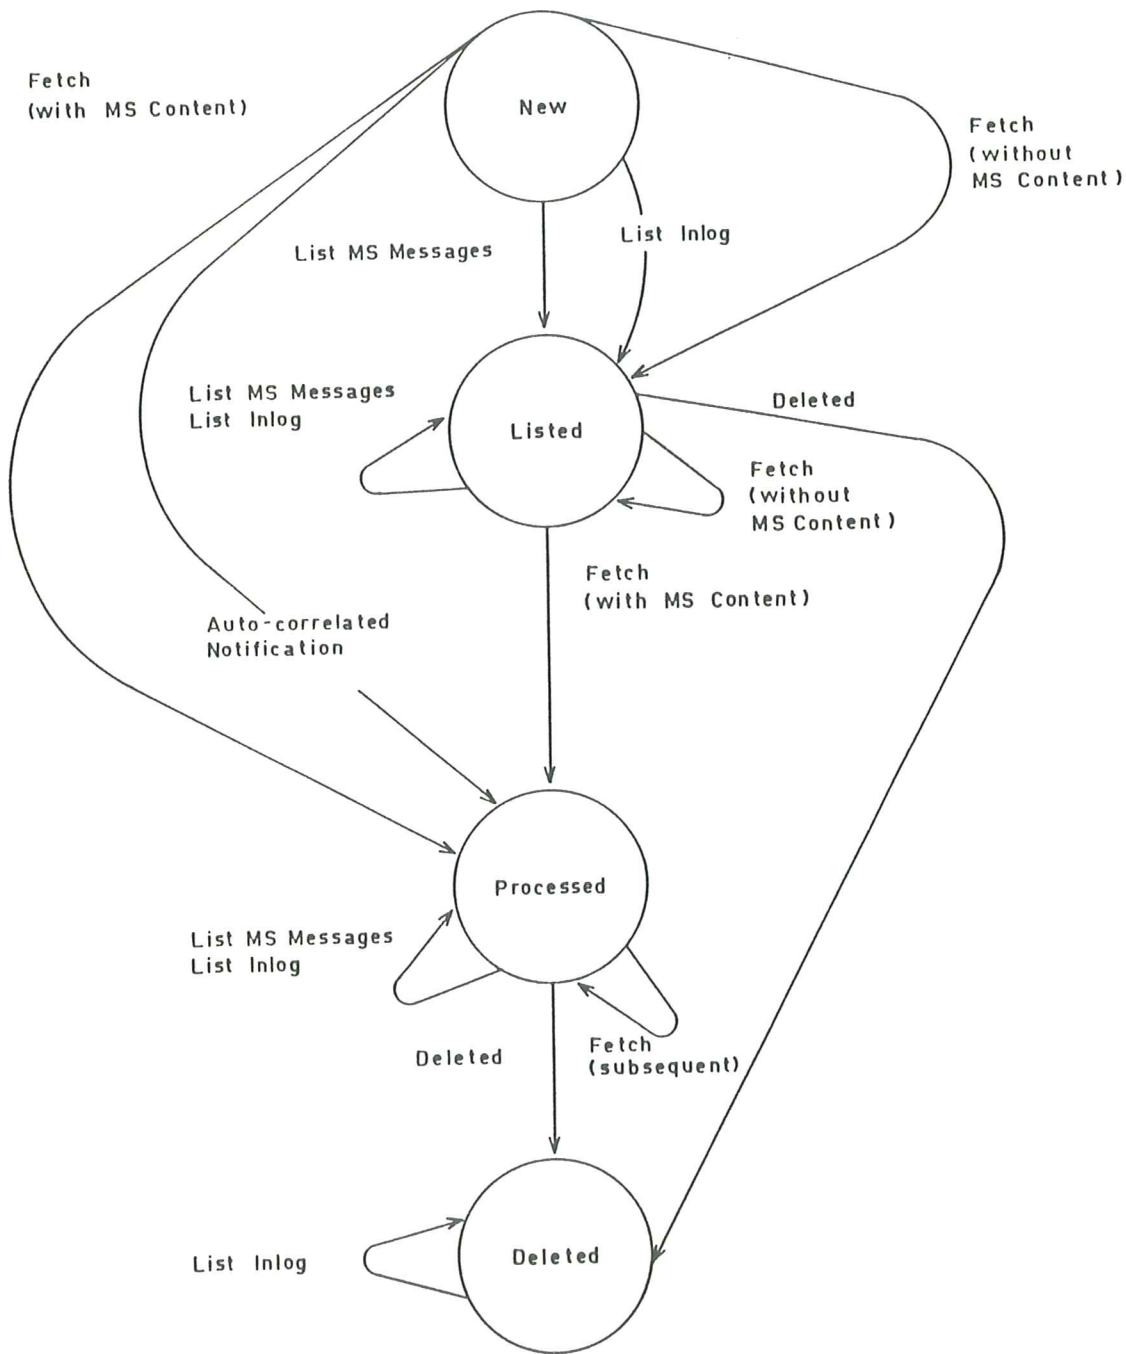 Fetch
(with MS Content)
New
Fetch
(without
MS Content)
List MS Messages
List Inlog
List MS Messages
List Inlog
Listed
Deleted
Fetch
(without
MS Content)
Fetch
(with MS Content)
Auto-correlated
Notification
Processed
List MS Messages
List Inlog
Deleted
Fetch
(subsequent)
List Inlog
Deleted